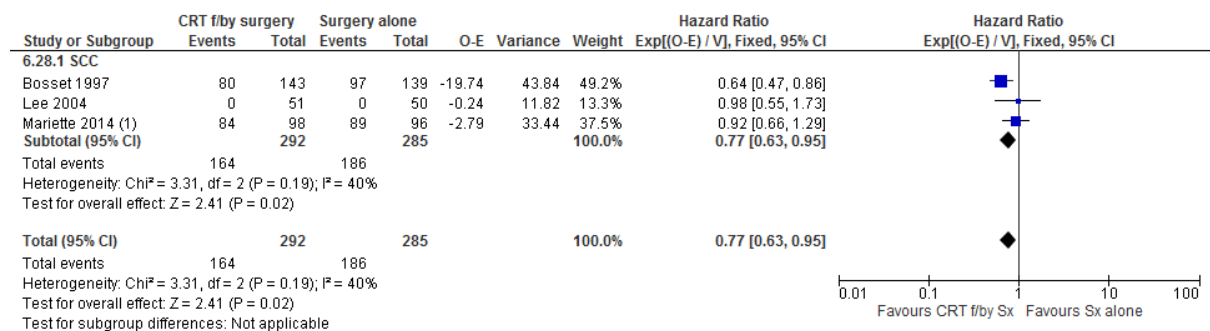 CRT f/by surgery Surgery alone Hazard Ratio Hazard Ratio
Study or Subgroup Events Total Events Total O-E Variance Weight Exp[(O-E) / V], Fixed, 95% CI Exp[(O-E) / V], Fixed, 95% CI
6.28.1 SCC
Bosset 1997 80 143 97 139 -19.74 43.84 49.2% 0.64 [0.47, 0.86]
Lee 2004 0 51 0 50 -0.24 11.82 13.3% 0.98 [0.55, 1.73]
Mariette 2014 (1) 84 98 89 96 -2.79 33.44 37.5% 0.92 [0.66, 1.29]
Subtotal (95% CI) 292 285 100.0% 0.77 [0.63, 0.95]
Total events 164 186
Heterogeneity: Chi² = 3.31, df = 2 (P = 0.19); I² = 40%
Test for overall effect: Z = 2.41 (P = 0.02)
Total (95% CI) 292 285 100.0% 0.77 [0.63, 0.95]
Total events 164 186
Heterogeneity: Chi² = 3.31, df = 2 (P = 0.19); I² = 40%
Test for overall effect: Z = 2.41 (P = 0.02)
Test for subgroup differences: Not applicable
0.01 0.1 1 10 100
Favours CRT f/by Sx Favours Sx alone